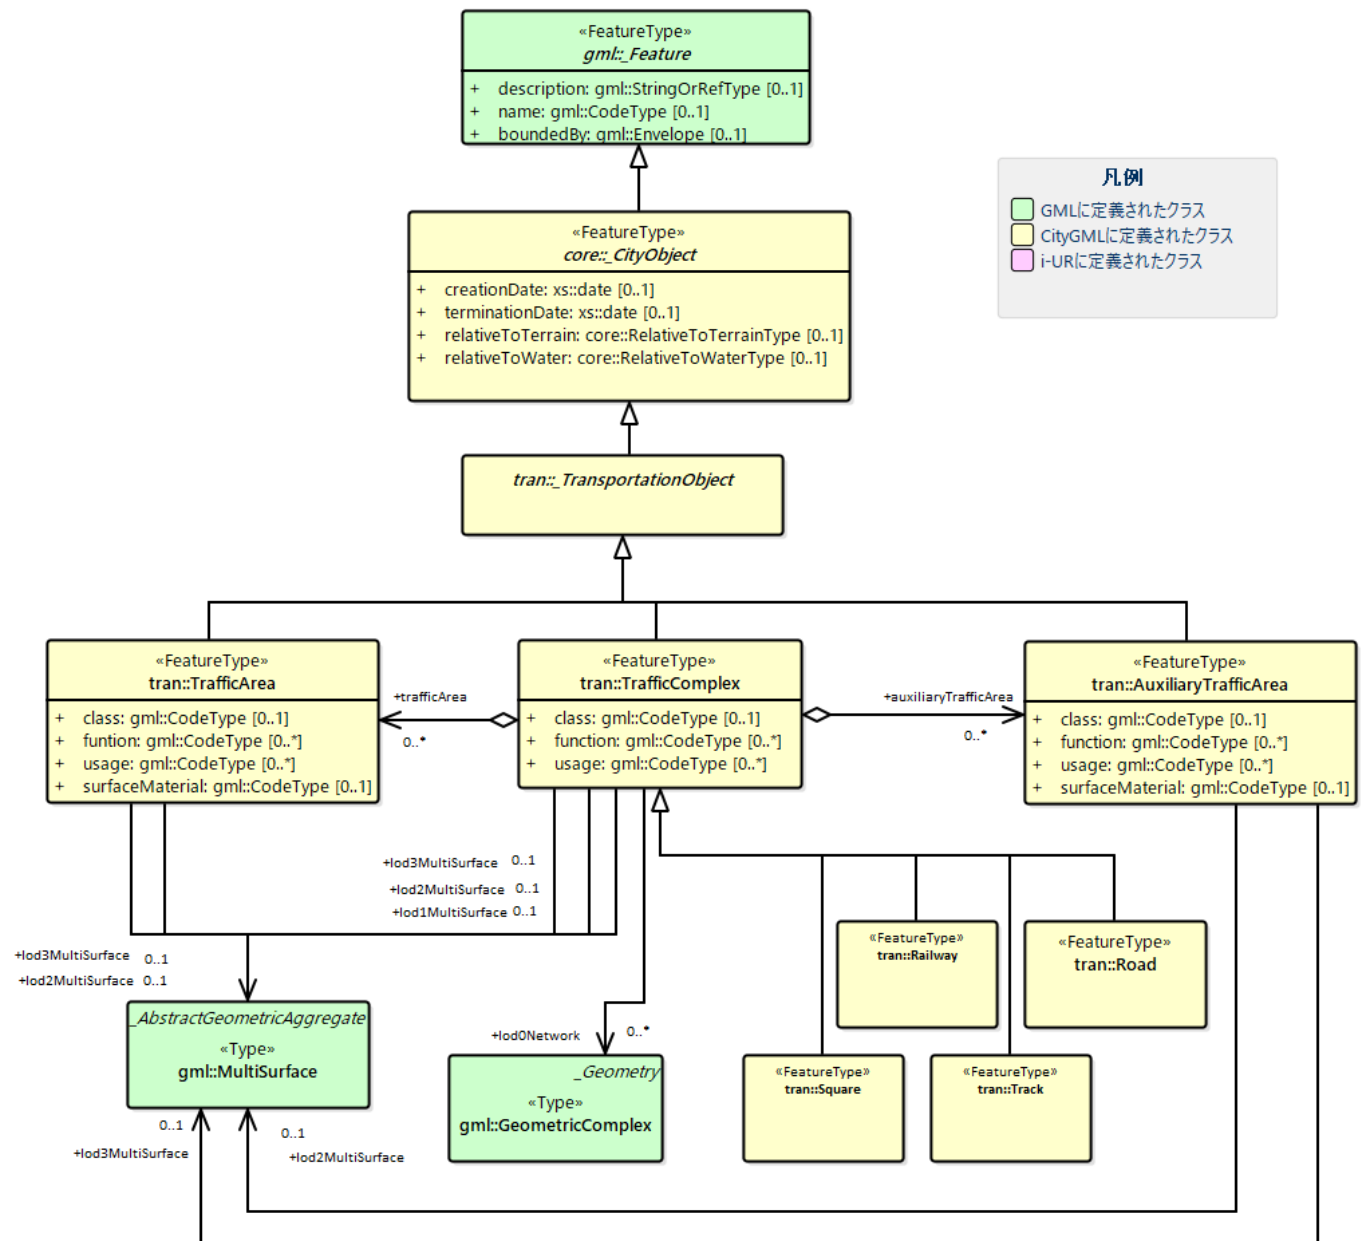 «FeatureType»
gml::_Feature
+ description: gml::StringOrRefType [0..1]
+ name: gml::CodeType [0..1]
+ boundedBy: gml::Envelope [0..1]
凡例
GMLに定義されたクラス
CityGMLに定義されたクラス
i-URに定義されたクラス
«FeatureType»
core::_CityObject
+ creationDate: xs::date [0..1]
+ terminationDate: xs::date [0..1]
+ relativeToTerrain: core::RelativeToTerrainType [0..1]
+ relativeToWater: core::RelativeToWaterType [0..1]
tran::_TransportationObject
«FeatureType»
tran::TrafficArea
+ class: gml::CodeType [0..1]
+ funtion: gml::CodeType [0..*]
+ usage: gml::CodeType [0..*]
+ surfaceMaterial: gml::CodeType [0..1]
+trafficArea
0..*
«FeatureType»
tran::TrafficComplex
+ class: gml::CodeType [0..1]
+ function: gml::CodeType [0..*]
+ usage: gml::CodeType [0..*]
+auxiliaryTrafficArea
0..*
«FeatureType»
tran::AuxiliaryTrafficArea
+ class: gml::CodeType [0..1]
+ function: gml::CodeType [0..*]
+ usage: gml::CodeType [0..*]
+ surfaceMaterial: gml::CodeType [0..1]
+lod3MultiSurface 0..1
+lod2MultiSurface 0..1
+lod1MultiSurface 0..1
+lod3MultiSurface 0..1
+lod2MultiSurface 0..1
«FeatureType»
tran::Railway
«FeatureType»
tran::Road
_AbstractGeometricAggregate
«Type»
gml::MultiSurface
+lod0Network 0..*
_Geometry
«Type»
gml::GeometricComplex
«FeatureType»
tran::Square
«FeatureType»
tran::Track
0..1
+lod3MultiSurface
0..1
+lod2MultiSurface